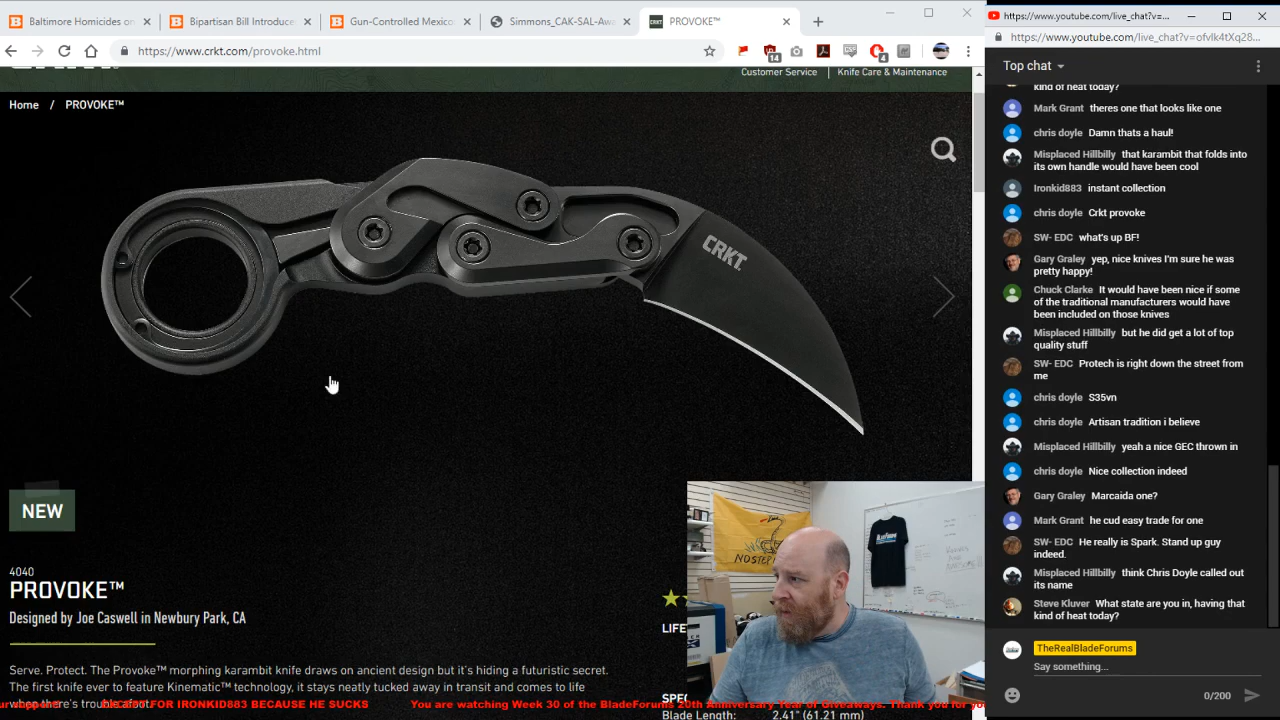 Baltimore Homicides on
Bipartisan Bill Introduc
Gun-Controlled Mexico
Simmons_CAK-SAL-Awa
CRKT
PROVOKE™
https://www.youtube.com/live_chat?v=...
https://www.crkt.com/provoke.html
14
4
https://www.youtube.com/live_chat?v=ofvlk4tXq28...
Customer Service
Knife Care & Maintenance
Home / PROVOKE™
CRKT.
NEW
4040
PROVOKE™
Designed by Joe Caswell in Newbury Park, CA
LIFE
Serve. Protect. The Provoke™ morphing karambit knife draws on ancient design but it's hiding a futuristic secret.
The first knife ever to feature Kinematic™ technology, it stays neatly tucked away in transit and comes to life
SPEC
Blade Length: 2.41" (61.21 mm)
FOR IRONKID883 BECAUSE HE SUCKS
You are watching Week 30 of the BladeForums 20th Anniversary Year of Giveaways. Thank you for yo
Top chat
kind of heat today?
Mark Grant theres one that looks like one
chris doyle Damn thats a haul!
Misplaced Hillbilly that karambit that folds into
its own handle would have been cool
Ironkid883 instant collection
chris doyle Crkt provoke
SW- EDC what's up BF!
Gary Graley yep, nice knives I'm sure he was
pretty happy!
Chuck Clarke It would have been nice if some
of the traditional manufacturers would have
been included on those knives
Misplaced Hillbilly but he did get a lot of top
quality stuff
SW- EDC Protech is right down the street from
me
chris doyle S35vn
chris doyle Artisan tradition i believe
Misplaced Hillbilly yeah a nice GEC thrown in
chris doyle Nice collection indeed
Gary Graley Marcaida one?
Mark Grant he cud easy trade for one
SW- EDC He really is Spark. Stand up guy
indeed.
Misplaced Hillbilly think Chris Doyle called out
its name
Steve Kluver What state are you in, having that
kind of heat today?
TheRealBladeForums
Say something...
0/200